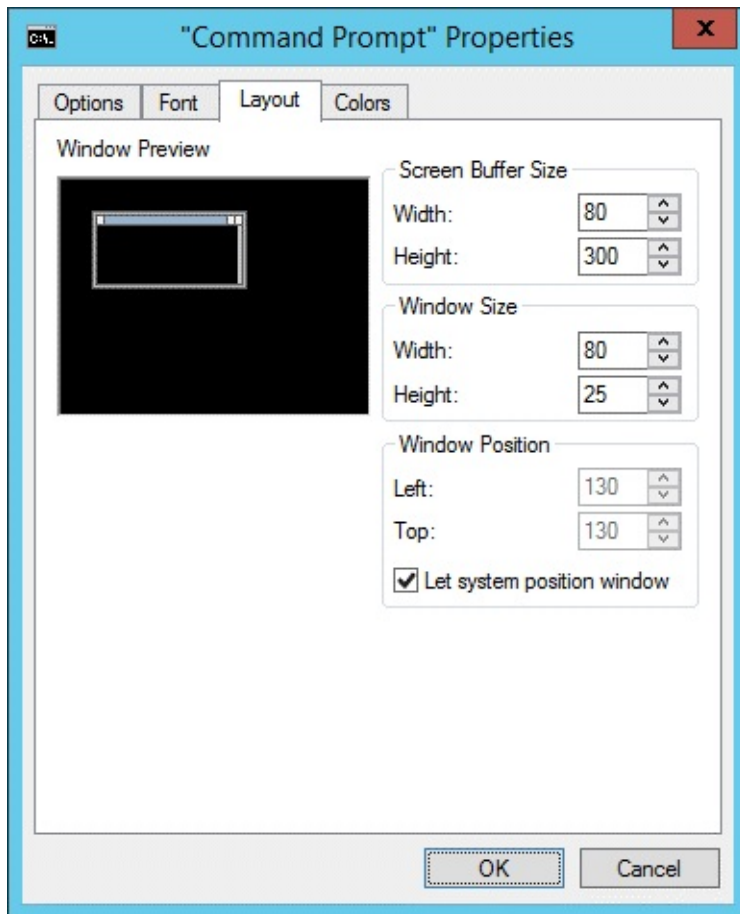 "Command Prompt" Properties
x
Options Font Layout Colors
Window Preview
Screen Buffer Size
Width: 80
Height: 300
Window Size
Width: 80
Height: 25
Window Position
Left: 130
Top: 130
Let system position window
OK Cancel